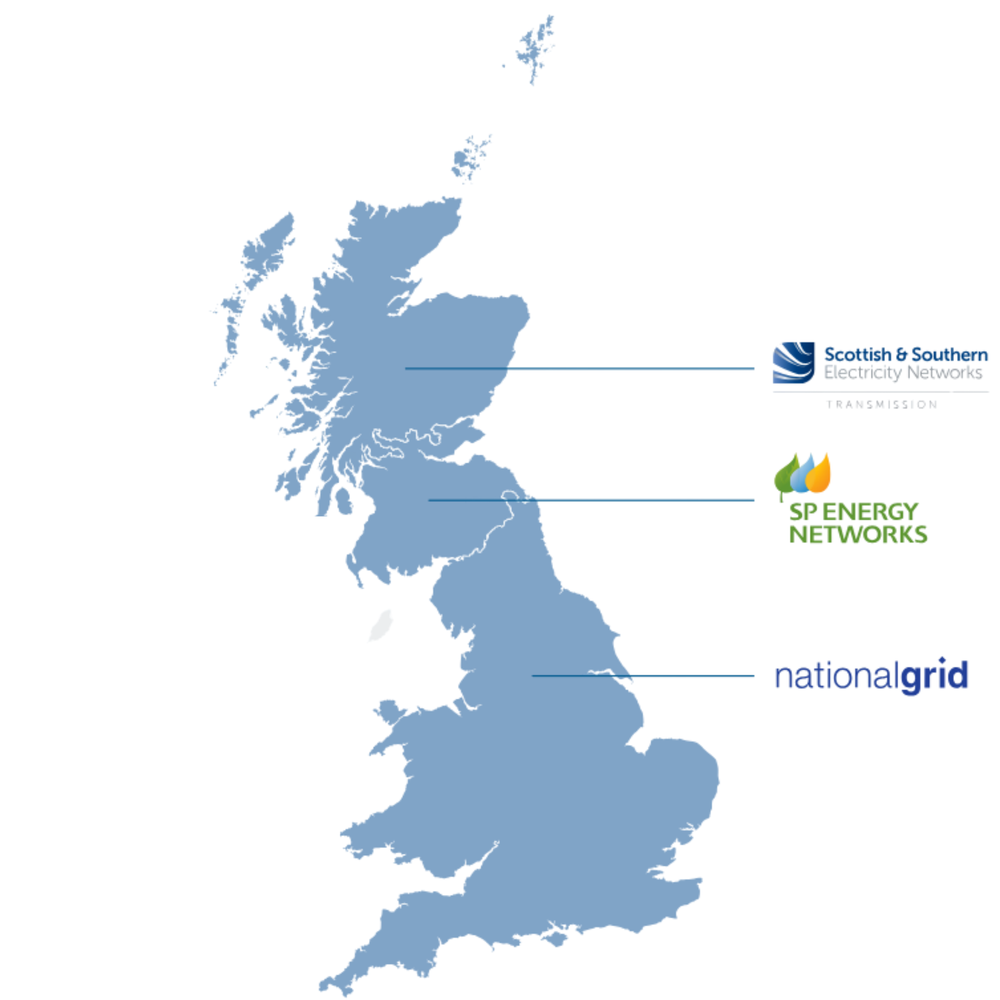 Scottish & Southern
Electricity Networks
TRANSMISSION
SP ENERGY
NETWORKS
nationalgrid